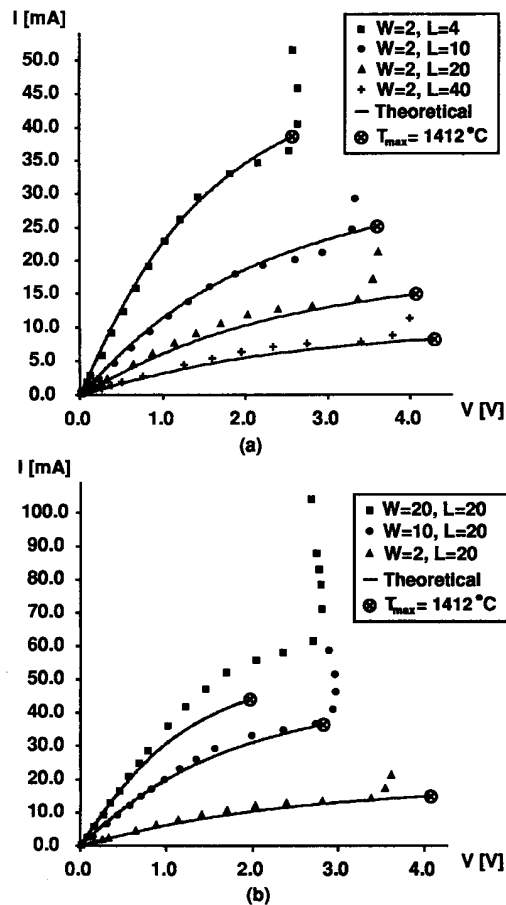 I [mA]
50.0
45.0
40.0
35.0
30.0
25.0
20.0
15.0
10.0
5.0
0.0
0.0 1.0 2.0 3.0 4.0
V [V]
W=2, L=4
W=2, L=10
W=2, L=20
W=2, L=40
Theoretical
Tmax= 1412°C
(a)
I [mA]
100.0
90.0
80.0
70.0
60.0
50.0
40.0
30.0
20.0
10.0
0.0
0.0 1.0 2.0 3.0 4.0
V [V]
W=20, L=20
W=10, L=20
W=2, L=20
Theoretical
Tmax= 1412°C
(b)